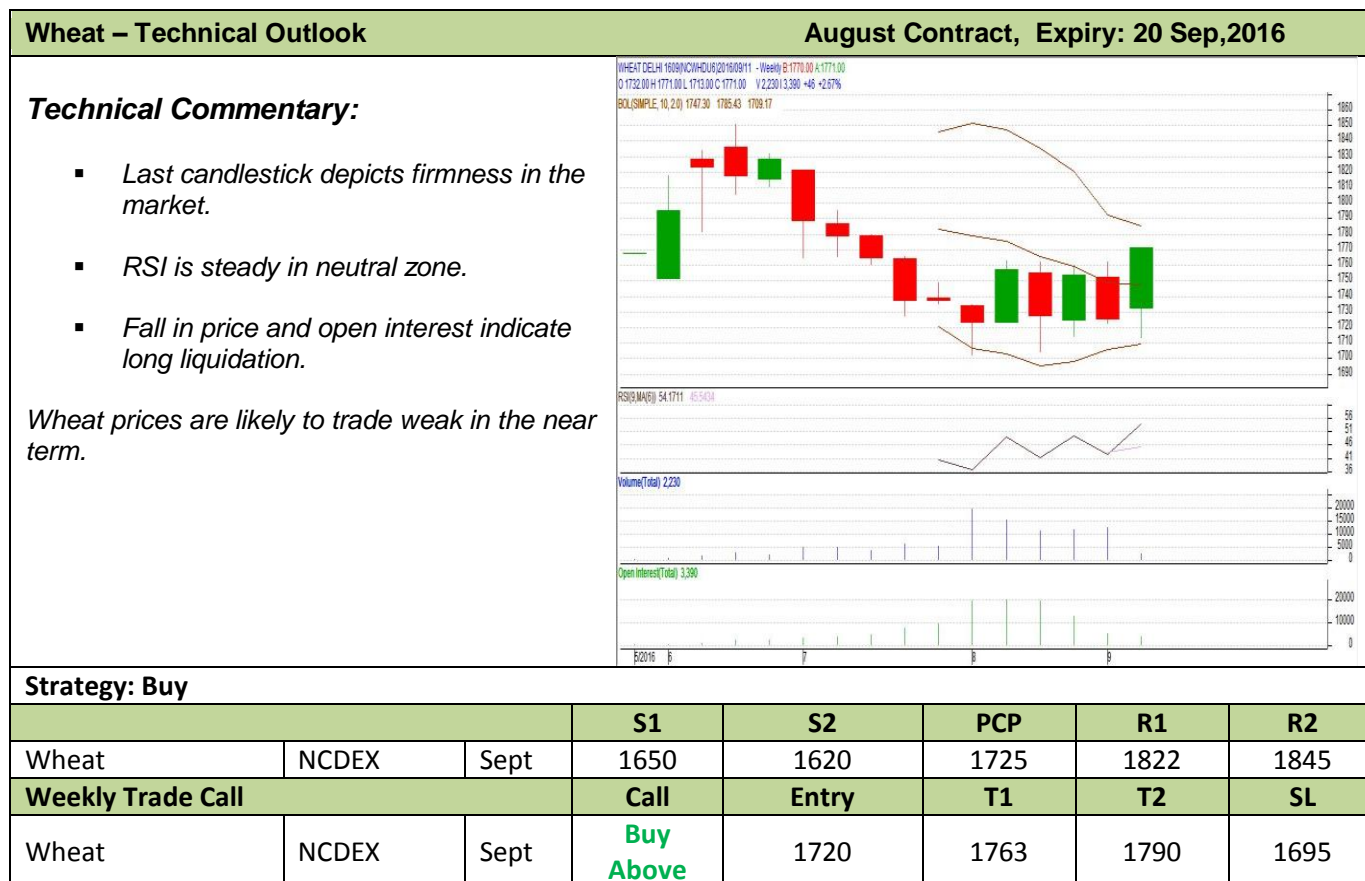 Wheat – Technical Outlook August Contract, Expiry: 20 Sep,2016
Technical Commentary:
▪ Last candlestick depicts firmness in the
market.
▪ RSI is steady in neutral zone.
▪ Fall in price and open interest indicate
long liquidation.
Wheat prices are likely to trade weak in the near
term.
WHEAT DELHI 1609(NCWHDU6)2016/09/11 - Weekly B:1770.00 A:1771.00
O 1732.00 H 1771.00 L 1713.00 C 1771.00 V 2,230 I 3,390 +46 +2.67%
BOL(SIMPLE, 10, 2.0) 1747.30 1785.43 1709.17
1860
1850
1840
1830
1820
1810
1800
1790
1780
1770
1760
1750
1740
1730
1720
1710
1700
1690
RSI(9,MA(6)) 54.1711 45.5434
56
51
46
41
36
Volume(Total) 2,230
20000
15000
10000
5000
0
Open Interest(Total) 3,390
20000
10000
0
5/2016 6 7 8 9
Strategy: Buy
S1 S2 PCP R1 R2
Wheat NCDEX Sept 1650 1620 1725 1822 1845
Weekly Trade Call Call Entry T1 T2 SL
Wheat NCDEX Sept Buy Above 1720 1763 1790 1695